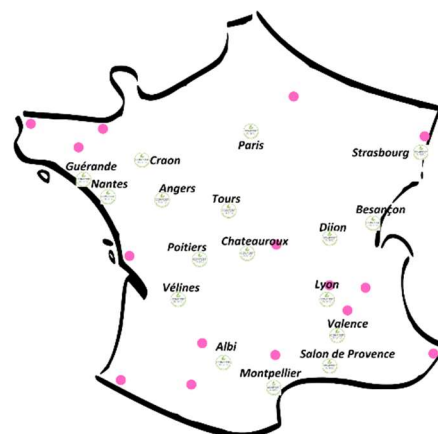 Paris
Strasbourg
Craon
Guérande
Nantes
Angers
Tours
Besançon
Dijon
Poitiers
Chateauroux
Vélines
Lyon
Valence
Albi
Salon de Provence
Montpellier